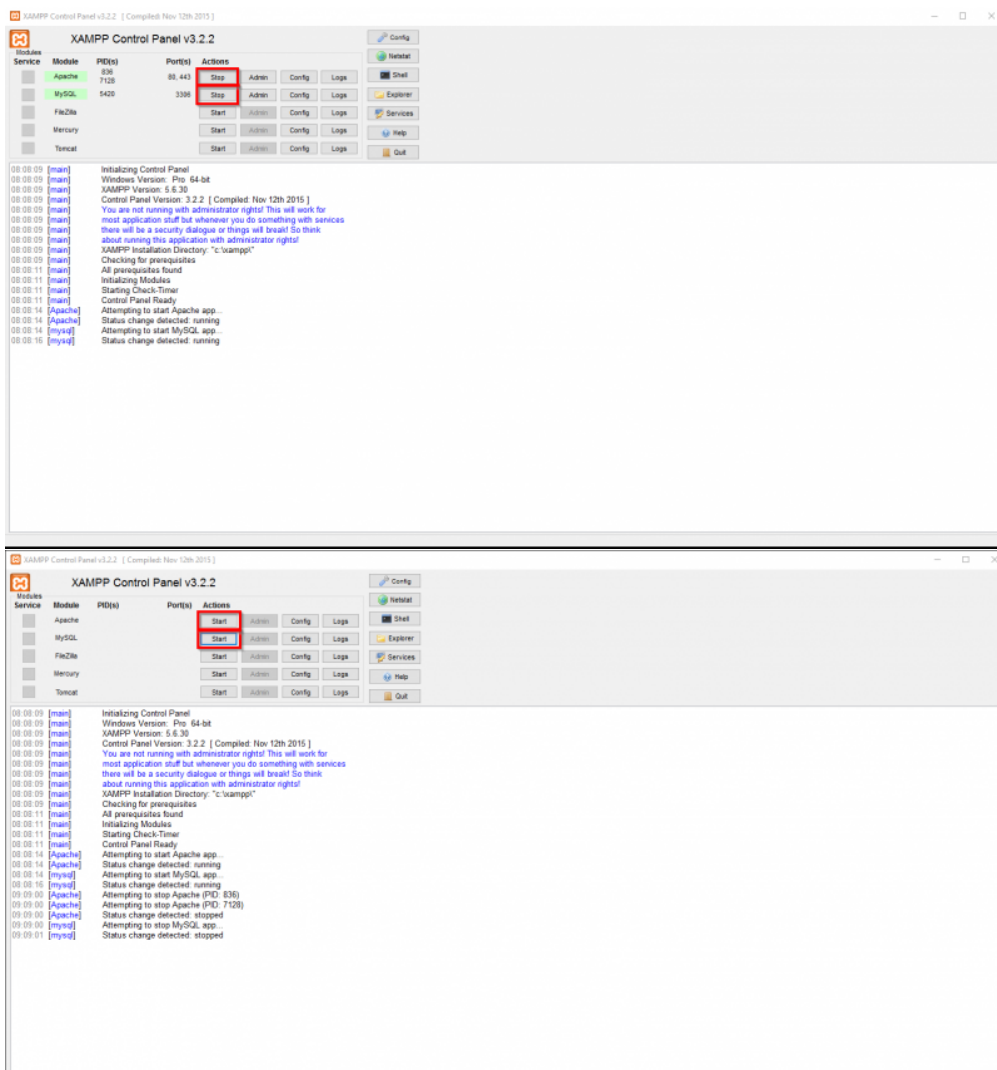 XAMPP Control Panel v3.2.2 [ Compiled: Nov 12th 2015 ]
XAMPP Control Panel v3.2.2
Config
Modules
Service Module PID(s) Port(s) Actions
Netstat
Apache 836 7128 80, 443 Stop Admin Config Logs
Shell
MySQL 5420 3306 Stop Admin Config Logs
Explorer
FileZilla Start Admin Config Logs
Services
Mercury Start Admin Config Logs
Help
Tomcat Start Admin Config Logs
Quit
08:08:09 [main] Initializing Control Panel
08:08:09 [main] Windows Version: Pro 64-bit
08:08:09 [main] XAMPP Version: 5.6.30
08:08:09 [main] Control Panel Version: 3.2.2 [ Compiled: Nov 12th 2015 ]
08:08:09 [main] You are not running with administrator rights! This will work for
08:08:09 [main] most application stuff but whenever you do something with services
08:08:09 [main] there will be a security dialogue or things will break! So think
08:08:09 [main] about running this application with administrator rights!
08:08:09 [main] XAMPP Installation Directory: "c:\xampp\"
08:08:09 [main] Checking for prerequisites
08:08:11 [main] All prerequisites found
08:08:11 [main] Initializing Modules
08:08:11 [main] Starting Check-Timer
08:08:11 [main] Control Panel Ready
08:08:14 [Apache] Attempting to start Apache app...
08:08:14 [Apache] Status change detected: running
08:08:14 [mysql] Attempting to start MySQL app...
08:08:16 [mysql] Status change detected: running
XAMPP Control Panel v3.2.2 [ Compiled: Nov 12th 2015 ]
XAMPP Control Panel v3.2.2
Config
Modules
Service Module PID(s) Port(s) Actions
Netstat
Apache Start Admin Config Logs
Shell
MySQL Start Admin Config Logs
Explorer
FileZilla Start Admin Config Logs
Services
Mercury Start Admin Config Logs
Help
Tomcat Start Admin Config Logs
Quit
08:08:09 [main] Initializing Control Panel
08:08:09 [main] Windows Version: Pro 64-bit
08:08:09 [main] XAMPP Version: 5.6.30
08:08:09 [main] Control Panel Version: 3.2.2 [ Compiled: Nov 12th 2015 ]
08:08:09 [main] You are not running with administrator rights! This will work for
08:08:09 [main] most application stuff but whenever you do something with services
08:08:09 [main] there will be a security dialogue or things will break! So think
08:08:09 [main] about running this application with administrator rights!
08:08:09 [main] XAMPP Installation Directory: "c:\xampp\"
08:08:09 [main] Checking for prerequisites
08:08:11 [main] All prerequisites found
08:08:11 [main] Initializing Modules
08:08:11 [main] Starting Check-Timer
08:08:11 [main] Control Panel Ready
08:08:14 [Apache] Attempting to start Apache app...
08:08:14 [Apache] Status change detected: running
08:08:14 [mysql] Attempting to start MySQL app...
08:08:16 [mysql] Status change detected: running
09:09:00 [Apache] Attempting to stop Apache (PID: 836)
09:09:00 [Apache] Attempting to stop Apache (PID: 7128)
09:09:00 [Apache] Status change detected: stopped
09:09:00 [mysql] Attempting to stop MySQL app...
09:09:01 [mysql] Status change detected: stopped